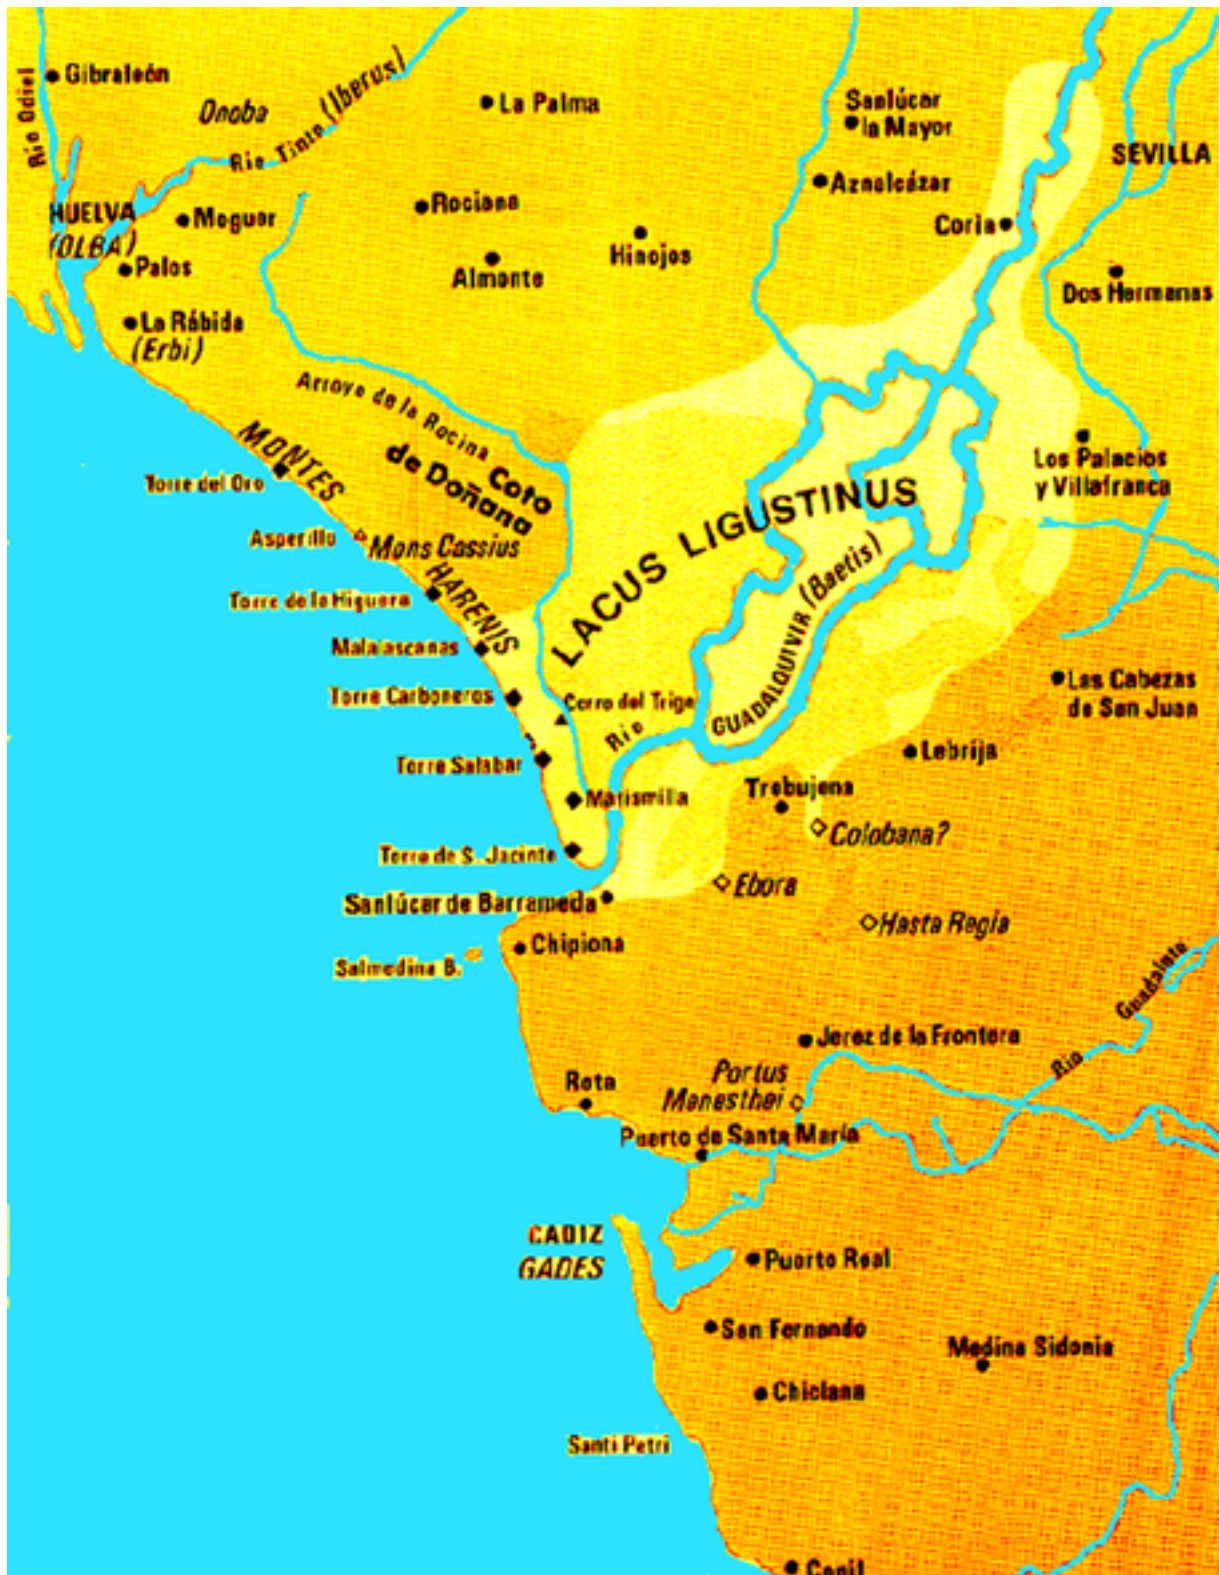 Gibraleón
Rio Odiel
Onoba
Rio Tinto (Iberus)
La Palma
Sanlúcar
la Mayor
SEVILLA
Aznalcázar
HUELVA
(OLBA)
Moguer
Rociana
Coria
Palos
Almonte
Hinojos
Dos Hermanas
La Rábida
(Erbi)
Arroyo de la Rocina
Coto
de Doñana
MONTES
HARENIS
Torre del Oro
Los Palacios
y Villafranca
LACUS LIGUSTINUS
Asperillo
Mons Cassius
Torre de la Higuera
Rio GUADALQUIVIR (Baetis)
Malalascanas
Las Cabezas
de San Juan
Torre Carboneros
Cerro del Trigo
Torre Salabar
Lebrija
Trebujena
Marismilla
Colobana?
Torre de S. Jacinto
Ebora
Sanlúcar de Barrameda
Hasta Regia
Chipiona
Salmedina B.
Rio Guadalete
Jerez de la Frontera
Rota
Portus
Menesthei
Puerto de Santa María
CADIZ
GADES
Puerto Real
San Fernando
Medina Sidonia
Chiclana
Santi Petri
Conil